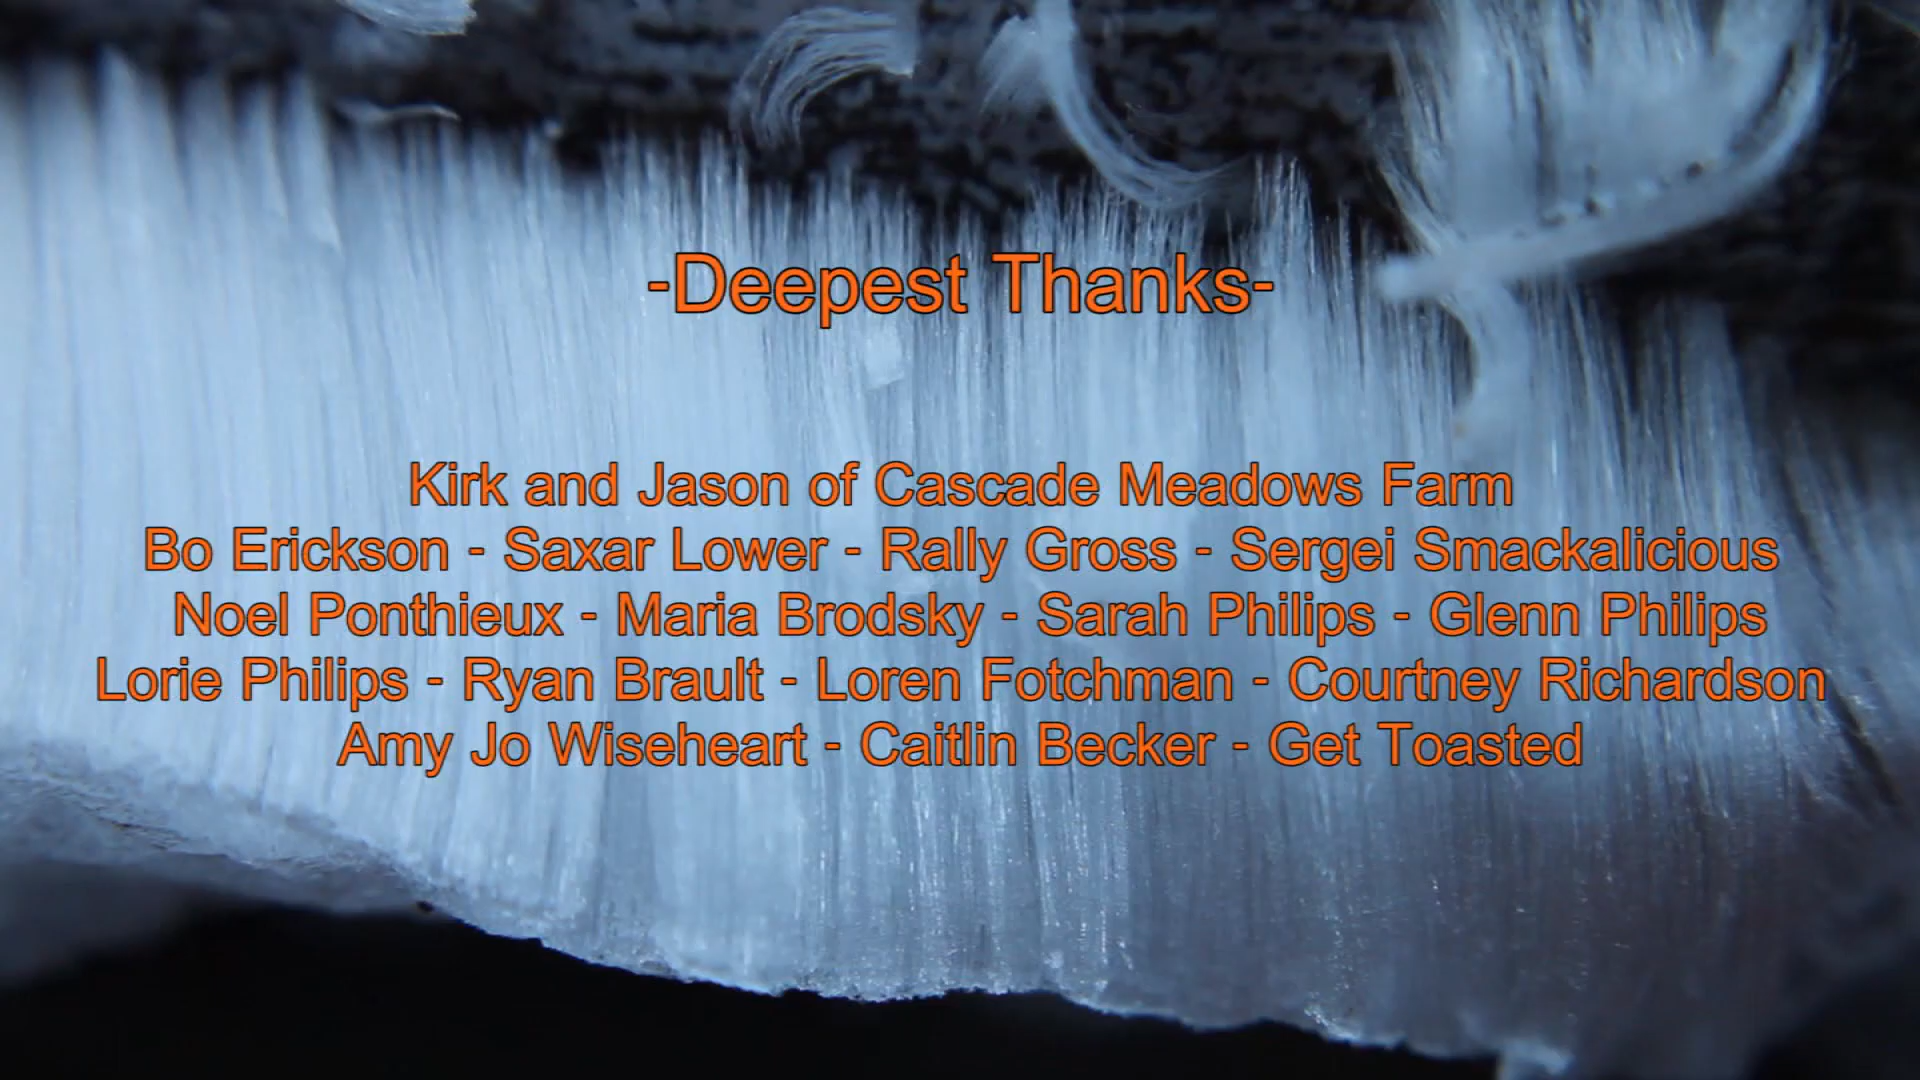 -Deepest Thanks-
Kirk and Jason of Cascade Meadows Farm
Bo Erickson - Saxar Lower - Rally Gross - Sergei Smackalicious
Noel Ponthieux - Maria Brodsky - Sarah Philips - Glenn Philips
Lorie Philips - Ryan Brault - Loren Fotchman - Courtney Richardson
Amy Jo Wiseheart - Caitlin Becker - Get Toasted